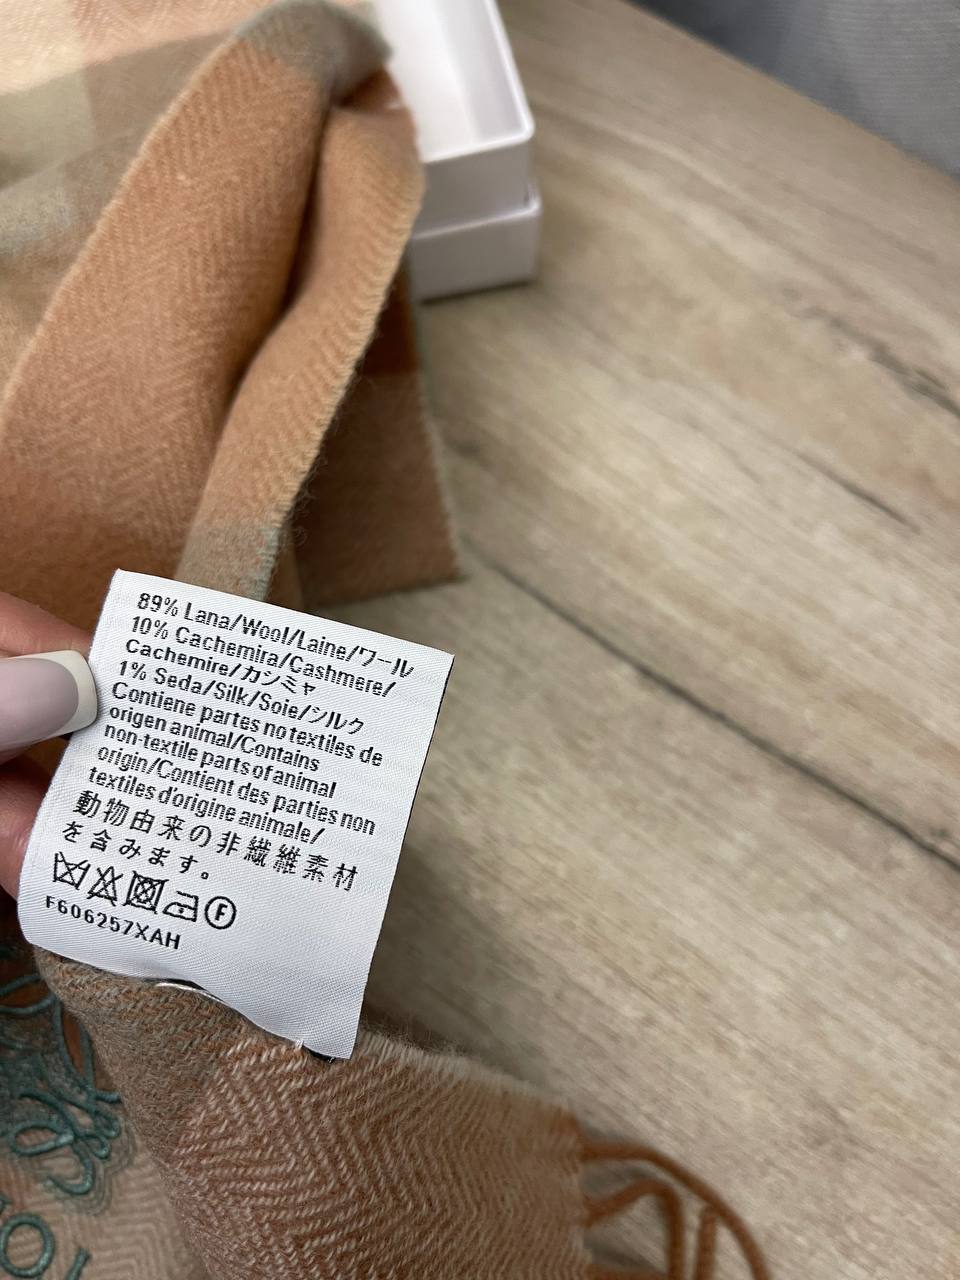 89% Lana/Wool/Laine/ワール
10% Cachemira/Cashmere/
Cachemire/カシミャ
1% Seda/Silk/Soie/シルク
Contiene partes no textiles de
origen animal/Contains
non-textile parts of animal
origin/Contient des parties non
textiles d'origine animale/
動物由来の非繊維素材
を含みます。
F
F606257XAH